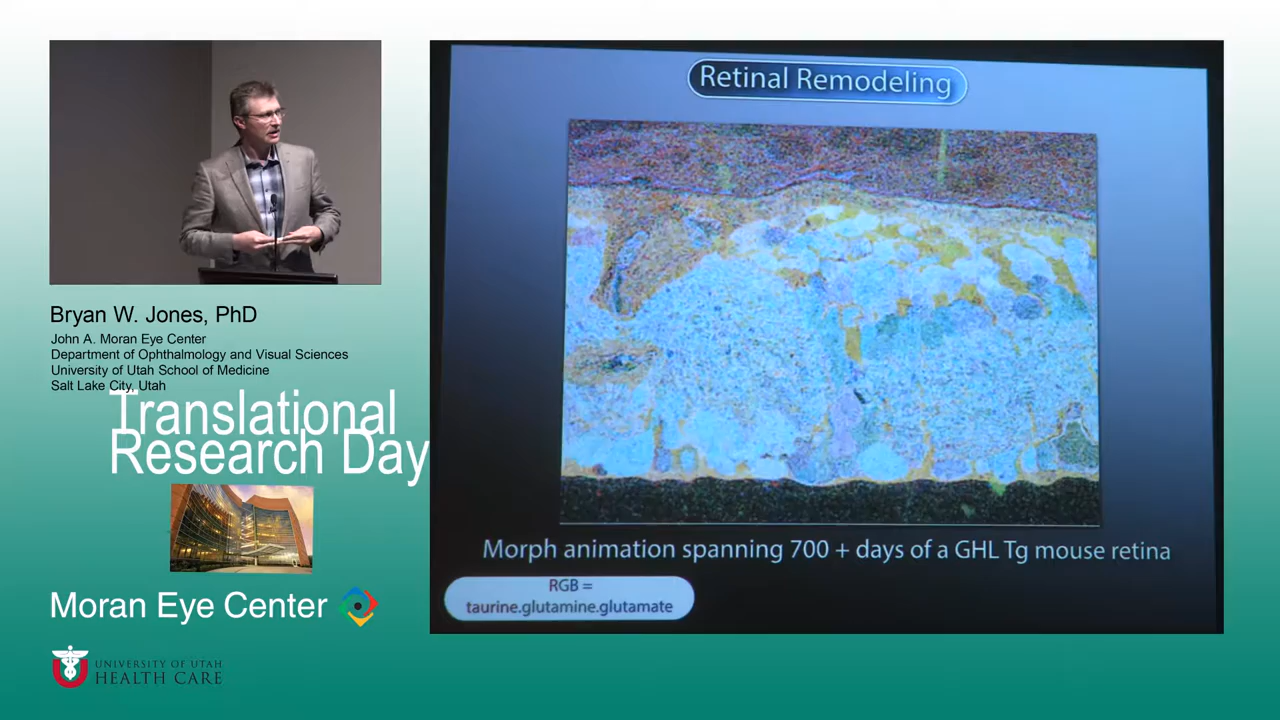 Retinal Remodeling
Bryan W. Jones, PhD
John A. Moran Eye Center
Department of Ophthalmology and Visual Sciences
University of Utah School of Medicine
Salt Lake City, Utah
Translational
Research Day
Moran Eye Center
UNIVERSITY OF UTAH
HEALTH CARE
Morph animation spanning 700 + days of a GHL Tg mouse retina
RGB =
taurine.glutamine.glutamate